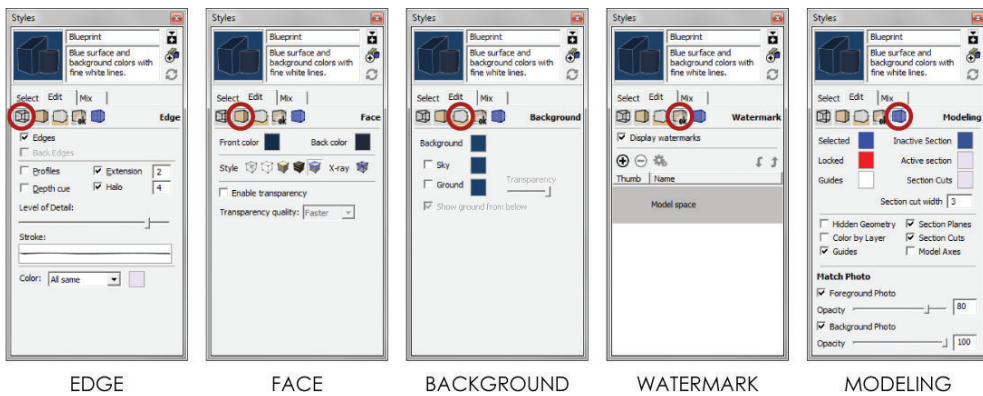 Styles
Blueprint
Blue surface and
background colors with
fine white lines.
Select Edit Mix
Edge
Edges
Back Edges
Profiles Extension 2
Depth cue Halo 4
Level of Detail:
Stroke:
Color: All same
EDGE
Styles
Blueprint
Blue surface and
background colors with
fine white lines.
Select Edit Mix
Face
Front color Back color
Style X-ray
Enable transparency
Transparency quality: Faster
FACE
Styles
Blueprint
Blue surface and
background colors with
fine white lines.
Select Edit Mix
Background
Background
Sky
Transparency
Ground
Show ground from below
BACKGROUND
Styles
Blueprint
Blue surface and
background colors with
fine white lines.
Select Edit Mix
Watermark
Display watermarks
Thumb Name
Model space
WATERMARK
Styles
Blueprint
Blue surface and
background colors with
fine white lines.
Select Edit Mix
Modeling
Selected Inactive Section
Locked Active section
Guides Section Cuts
Section cut width 3
Hidden Geometry Section Planes
Color by Layer Section Cuts
Guides Model Axes
Match Photo
Foreground Photo
Opacity 80
Background Photo
Opacity 100
MODELING